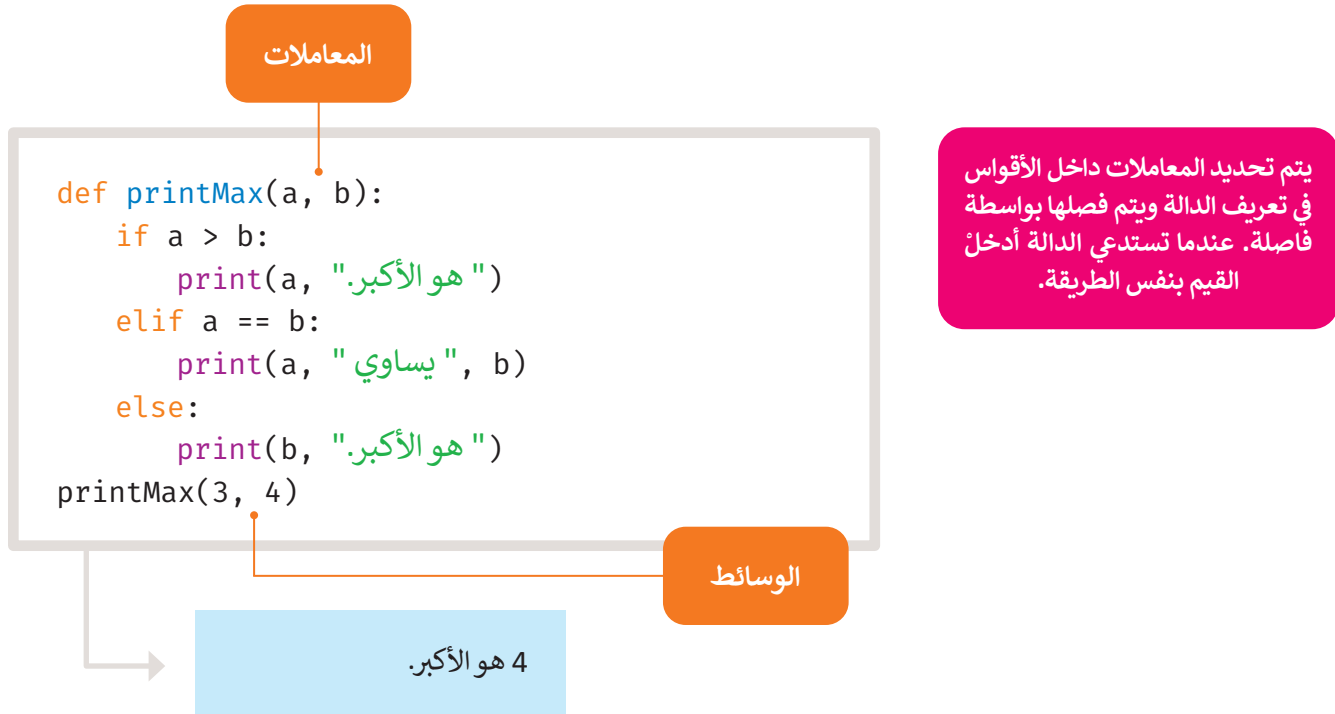 المعاملات
def printMax(a, b):
    if a > b:
        print(a, " هو الأكبر.")
    elif a == b:
        print(a, " يساوي ", b)
    else:
        print(b, " هو الأكبر.")
printMax(3, 4)
الوسائط
4 هو الأكبر.
يتم تحديد المعاملات داخل الأقواس
في تعريف الدالة ويتم فصلها بواسطة
فاصلة. عندما تستدعي الدالة أدخلْ
القيم بنفس الطريقة.